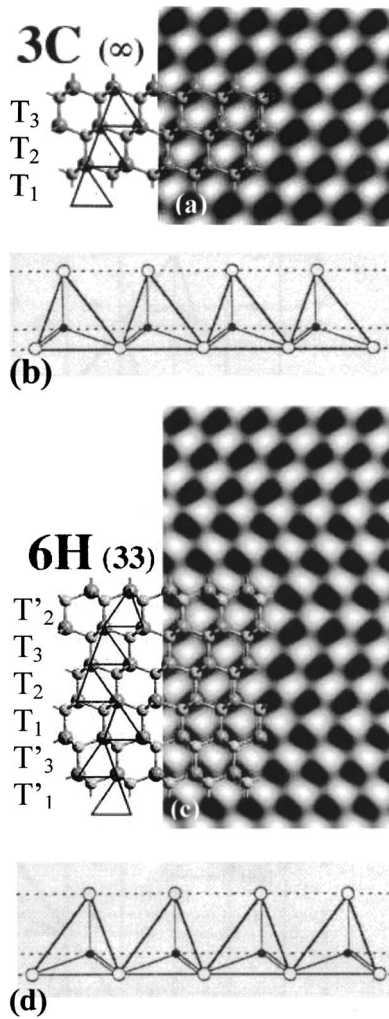 3C (∞)
T₃
T₂
T₁
(a)
(b)
6H (33)
T'₂
T₃
T₂
T₁
T'₃
T'₁
(c)
(d)